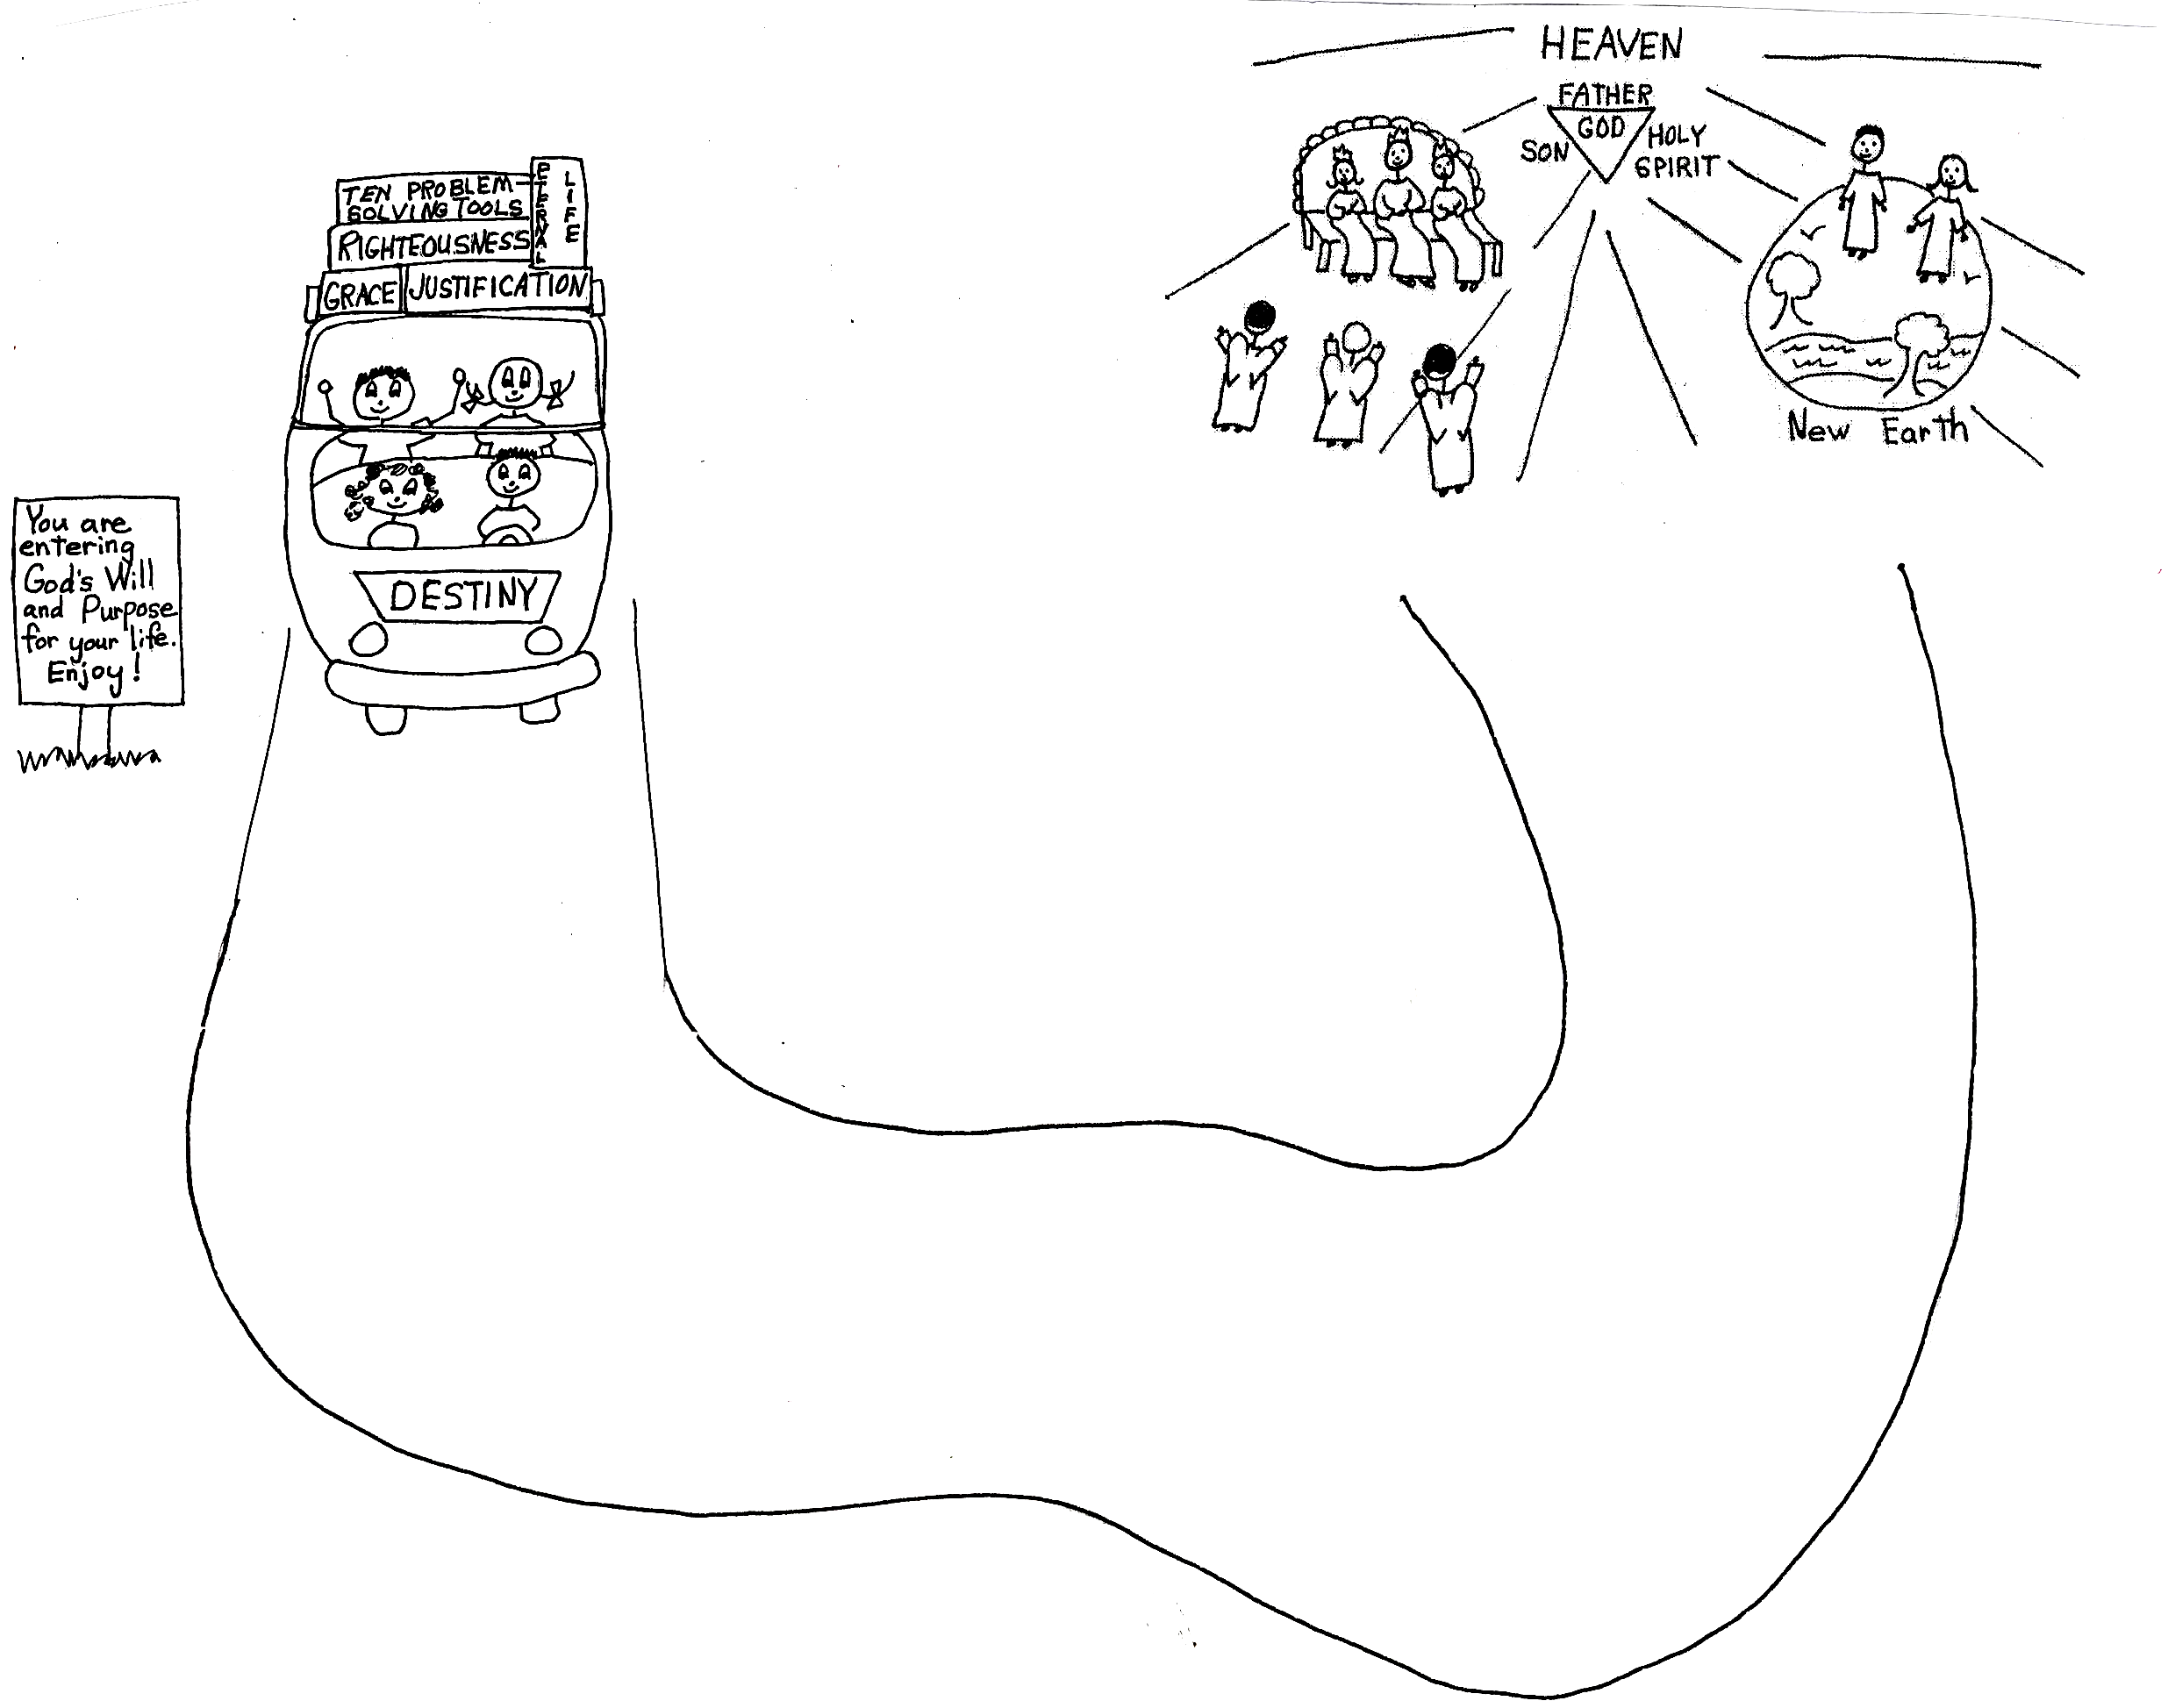 HEAVEN
FATHER
GOD
SON
HOLY
SPIRIT
New Earth
TEN PROBLEM-
SOLVING TOOLS
ETERNAL
LIFE
RIGHTEOUSNESS
GRACE
JUSTIFICATION
DESTINY
You are
entering
God's Will
and Purpose
for your life.
Enjoy!